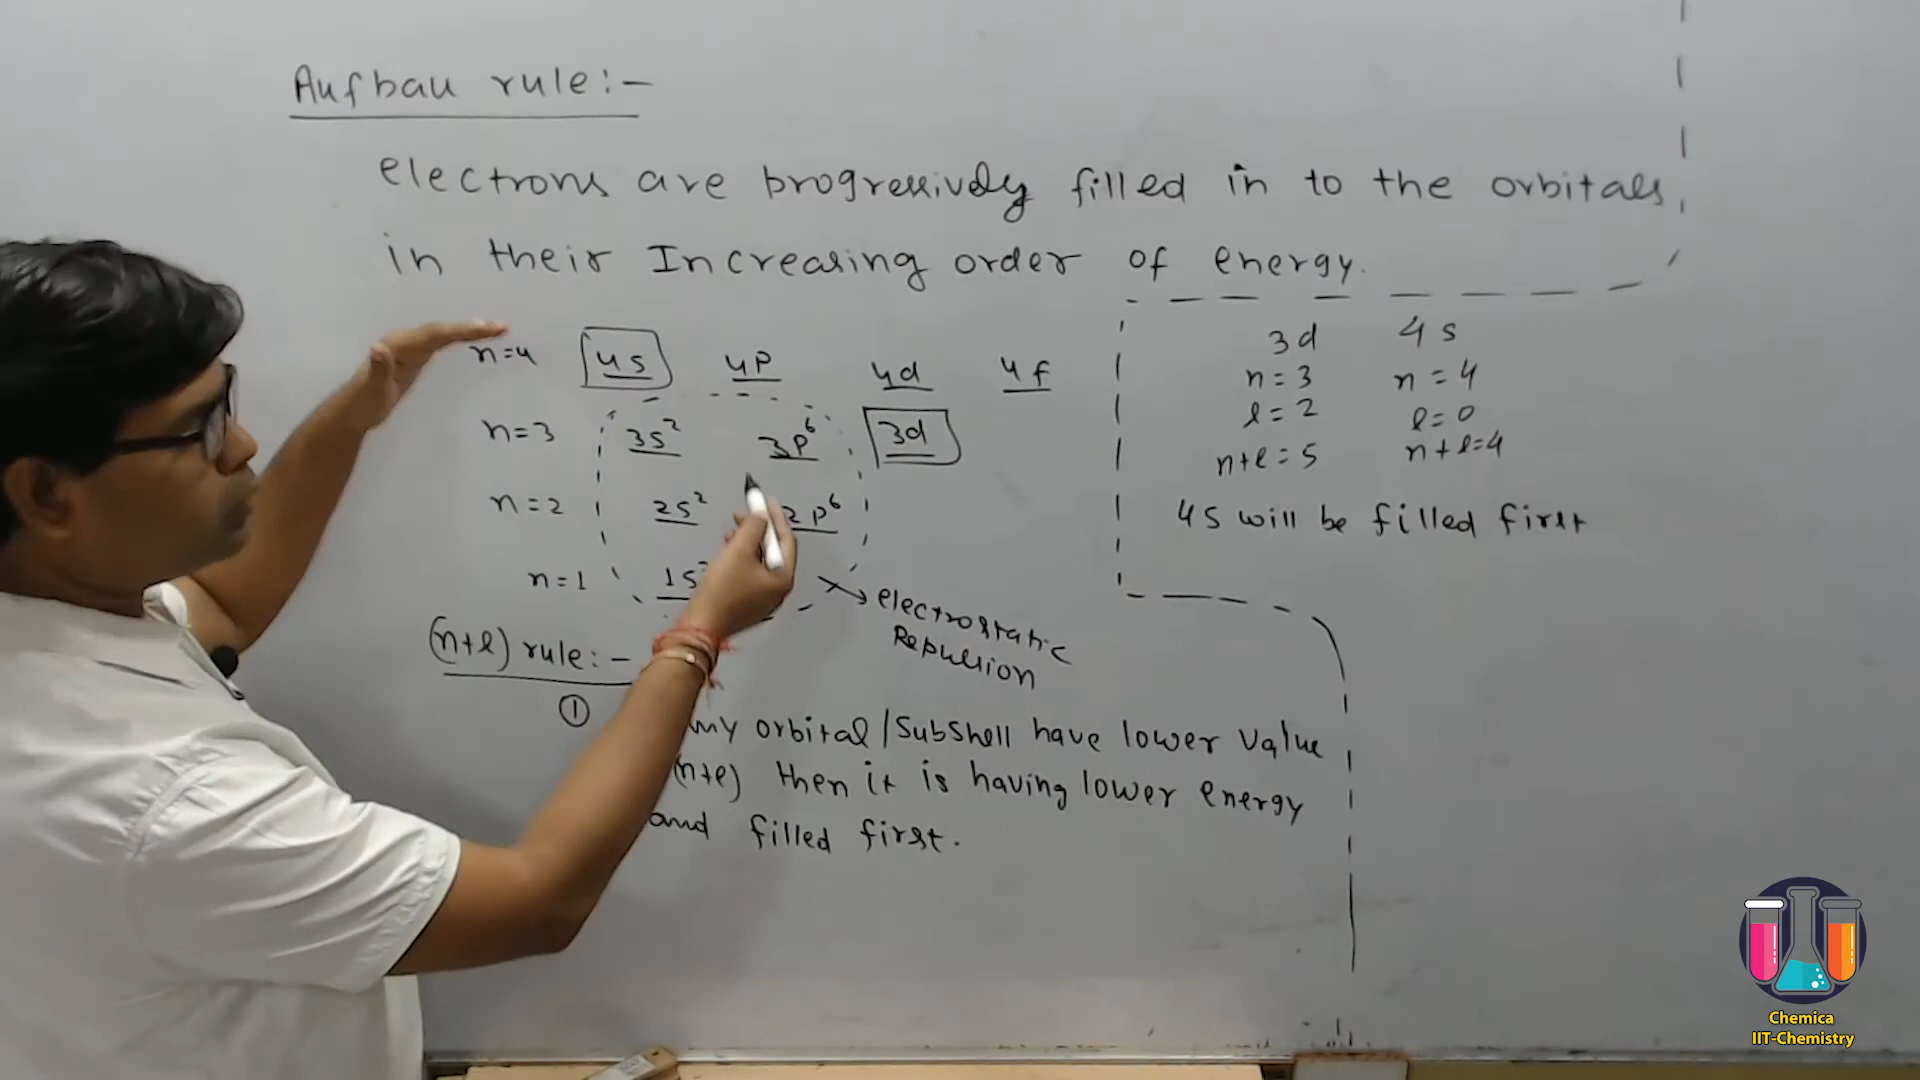 Aufbau rule:-
electrons are progressively filled in to the orbitals
in their Increasing order of energy.
n=4 4s 4p 4d 4f
n=3 3s² 3p⁶ 3d
n=2 2s² 2p⁶
n=1 1s²
electrostatic
Repulsion
(n+l) rule:-
①
orbital/subshell have lower value
(n+l) then it is having lower energy
and filled first.
3d 4s
n=3 n=4
l=2 l=0
n+l=5 n+l=4
4s will be filled first
Chemica
IIT-Chemistry